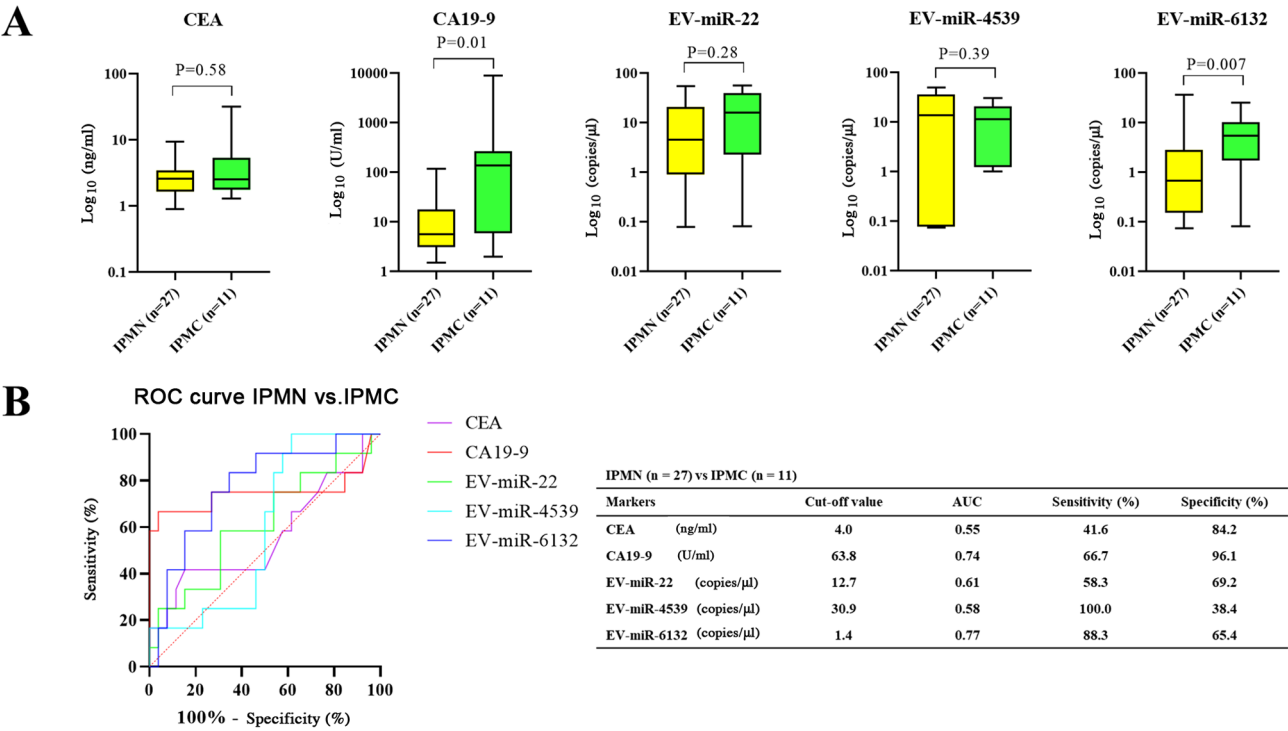 A
CEA
P=0.58
Log10 (ng/ml)
100
10
1
0.1
IPMN (n=27)
IPMC (n=11)
CA19-9
P=0.01
Log10 (U/ml)
10000
1000
100
10
1
IPMN (n=27)
IPMC (n=11)
EV-miR-22
P=0.28
Log10 (copies/μl)
100
10
1
0.1
0.01
IPMN (n=27)
IPMC (n=11)
EV-miR-4539
P=0.39
Log10 (copies/μl)
100
10
1
0.1
0.01
IPMN (n=27)
IPMC (n=11)
EV-miR-6132
P=0.007
Log10 (copies/μl)
100
10
1
0.1
0.01
IPMN (n=27)
IPMC (n=11)
B
ROC curve IPMN vs.IPMC
Sensitivity (%)
100
80
60
40
20
0
0 20 40 60 80 100
100% - Specificity (%)
CEA
CA19-9
EV-miR-22
EV-miR-4539
EV-miR-6132
IPMN (n = 27) vs IPMC (n = 11)
Markers Cut-off value AUC Sensitivity (%) Specificity (%)
CEA (ng/ml) 4.0 0.55 41.6 84.2
CA19-9 (U/ml) 63.8 0.74 66.7 96.1
EV-miR-22 (copies/μl) 12.7 0.61 58.3 69.2
EV-miR-4539 (copies/μl) 30.9 0.58 100.0 38.4
EV-miR-6132 (copies/μl) 1.4 0.77 88.3 65.4